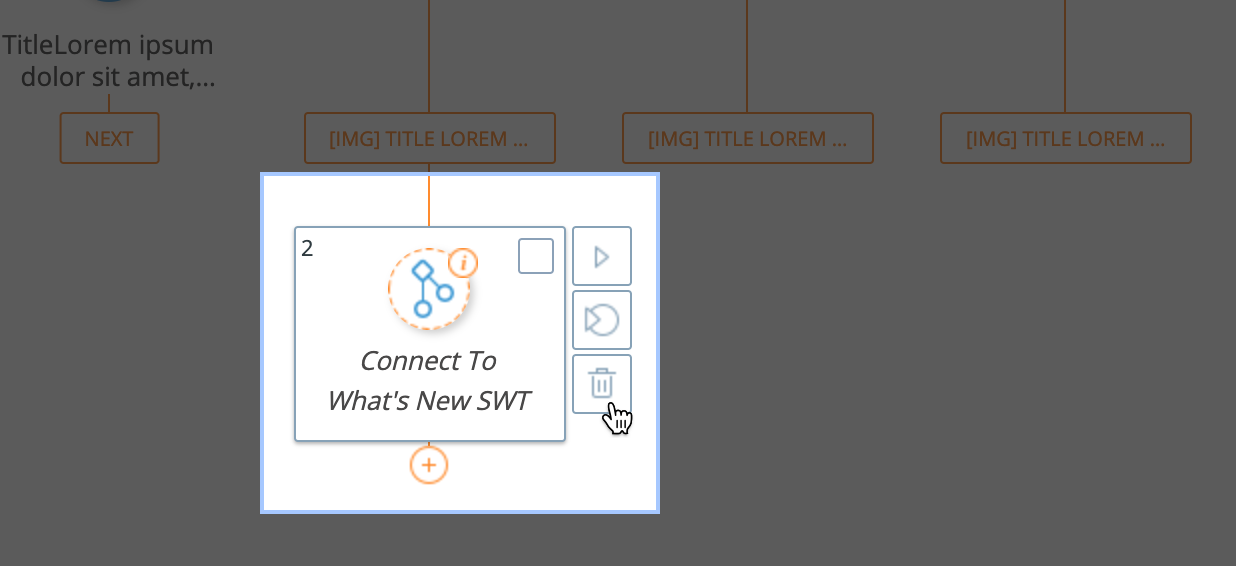 TitleLorem ipsum
dolor sit amet,...
NEXT
[IMG] TITLE LOREM ...
[IMG] TITLE LOREM ...
[IMG] TITLE LOREM ...
2
i
Connect To
What's New SWT